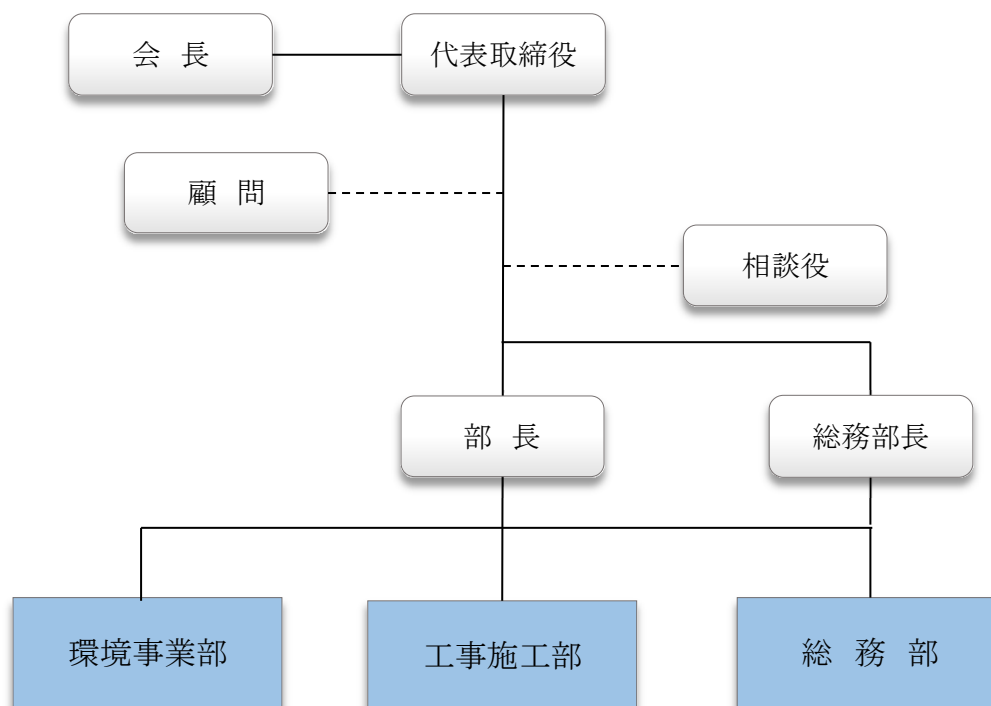 会 長
代表取締役
顧 問
相談役
部 長
総務部長
環境事業部
工事施工部
総 務 部